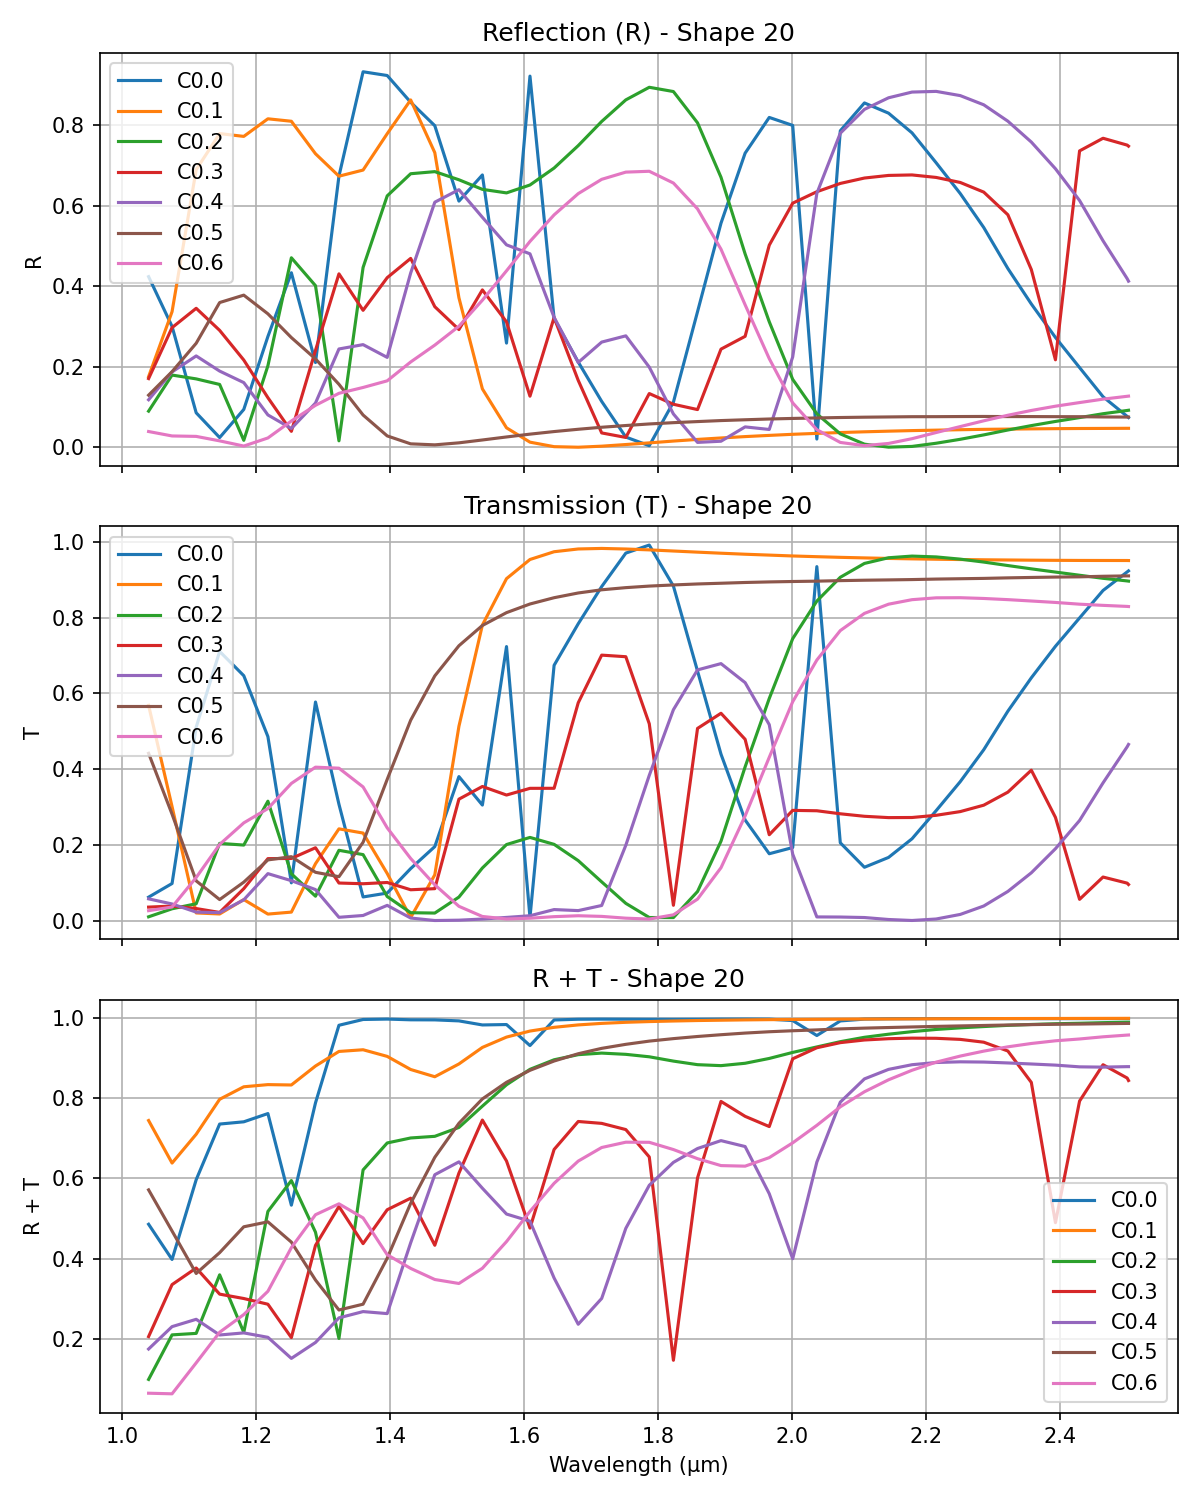 Reflection (R) - Shape 20
R
0.8
0.6
0.4
0.2
0.0
C0.0
C0.1
C0.2
C0.3
C0.4
C0.5
C0.6
Transmission (T) - Shape 20
T
1.0
0.8
0.6
0.4
0.2
0.0
C0.0
C0.1
C0.2
C0.3
C0.4
C0.5
C0.6
R + T - Shape 20
R + T
1.0
0.8
0.6
0.4
0.2
C0.0
C0.1
C0.2
C0.3
C0.4
C0.5
C0.6
1.0 1.2 1.4 1.6 1.8 2.0 2.2 2.4
Wavelength (μm)